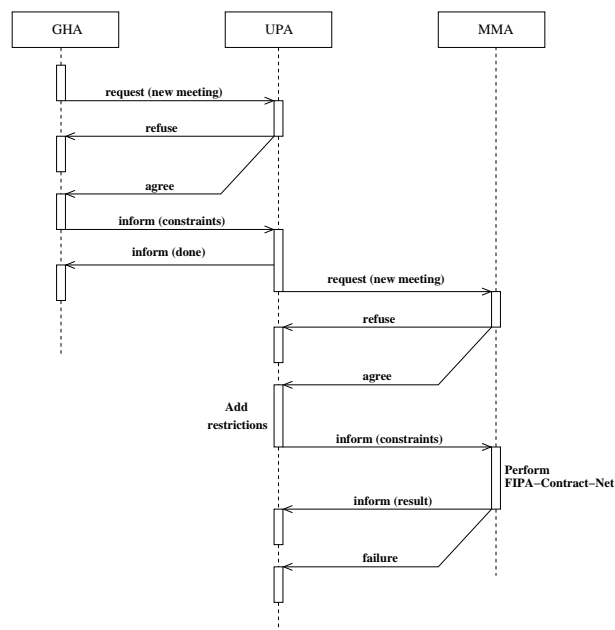 GHA
UPA
MMA
request (new meeting)
refuse
agree
inform (constraints)
inform (done)
request (new meeting)
refuse
agree
Add
restrictions
inform (constraints)
Perform
FIPA−Contract−Net
inform (result)
failure